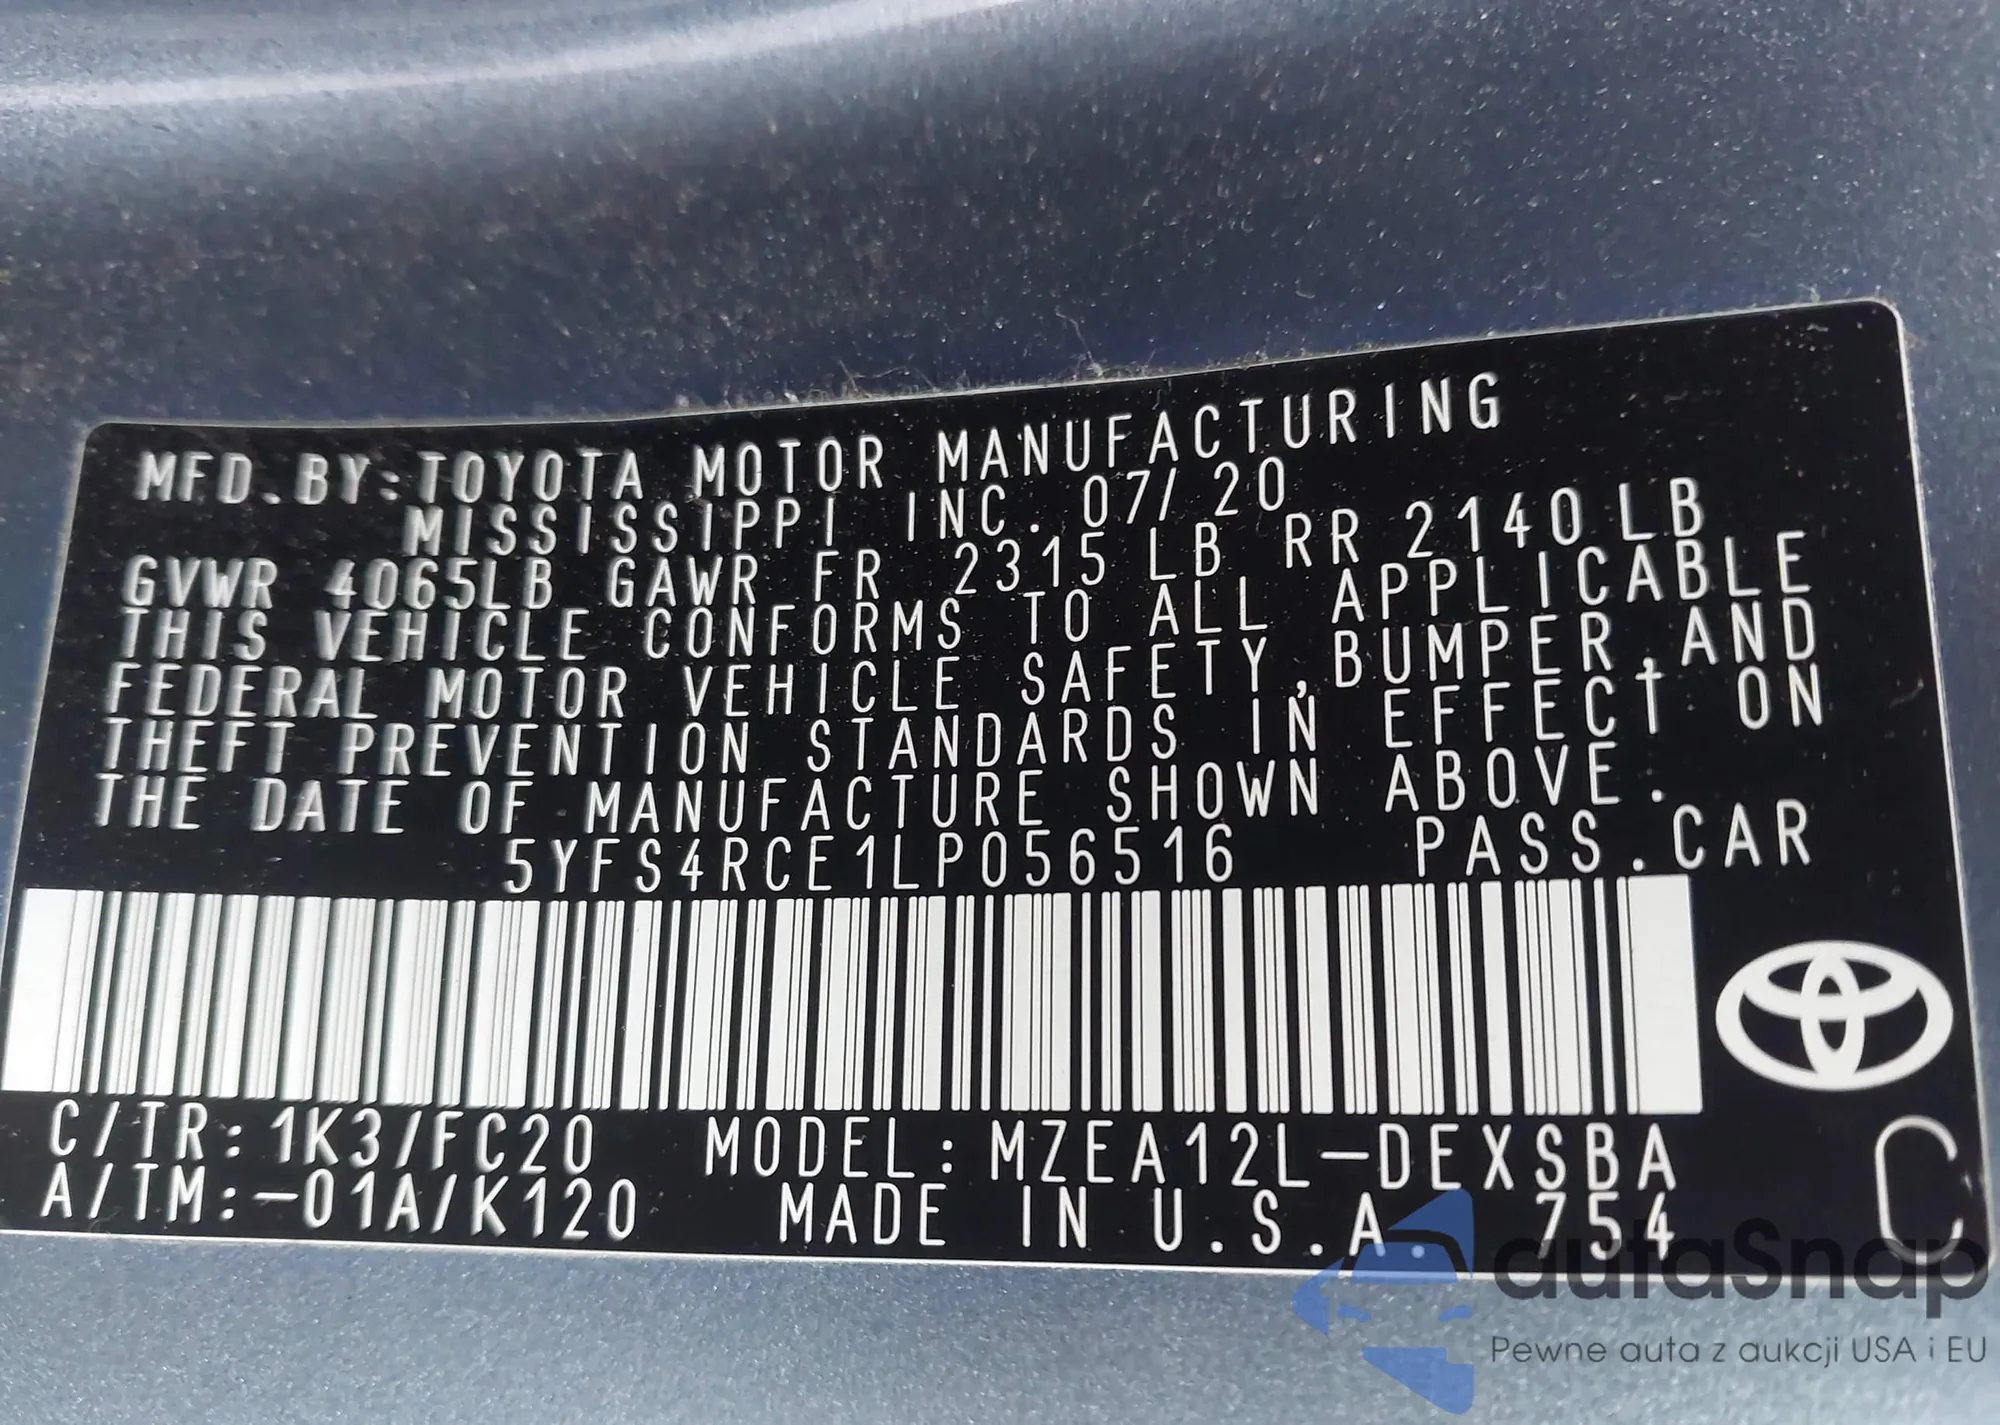 MFD.BY:TOYOTA MOTOR MANUFACTURING
MISSISSIPPI INC. 07/20
GVWR 4065LB GAWR FR 2315 LB RR 2140LB
THIS VEHICLE CONFORMS TO ALL APPLICABLE
FEDERAL MOTOR VEHICLE SAFETY,BUMPER,AND
THEFT PREVENTION STANDARDS IN EFFECT ON
THE DATE OF MANUFACTURE SHOWN ABOVE.
5YFS4RCE1LP056516 PASS.CAR
C/TR:1K3/FC20 MODEL:MZEA12L-DEXSBA
A/TM:-01A/K120 MADE IN U.S.A. 754
C
autaSnap
Pewne auta z aukcji USA i EU